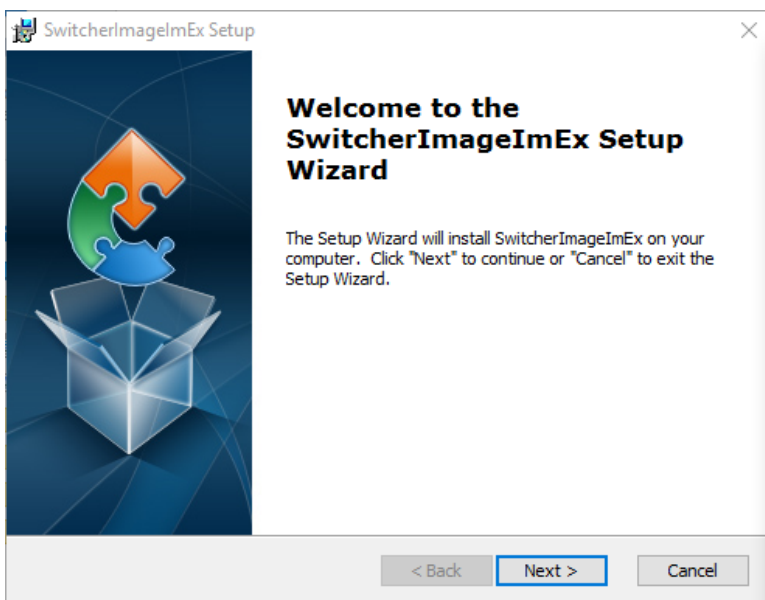 SwitcherImageImEx Setup
Welcome to the
SwitcherImageImEx Setup
Wizard
The Setup Wizard will install SwitcherImageImEx on your
computer.  Click "Next" to continue or "Cancel" to exit the
Setup Wizard.
< Back
Next >
Cancel